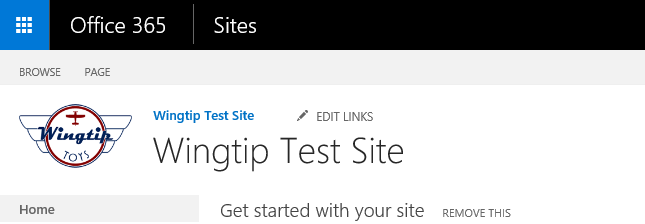 Office 365 Sites
BROWSE PAGE
Wingtip
TOYS
Wingtip Test Site EDIT LINKS
Wingtip Test Site
Home
Get started with your site REMOVE THIS